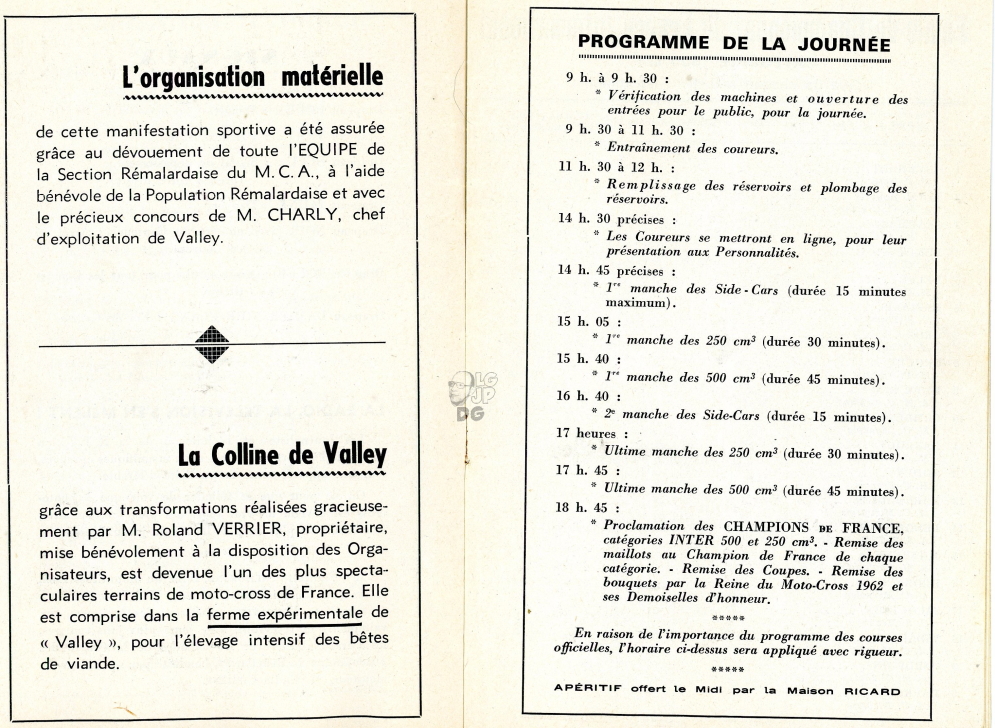 L'organisation matérielle
de cette manifestation sportive a été assurée
grâce au dévouement de toute l'EQUIPE de
la Section Rémalardaise du M.C.A., à l'aide
bénévole de la Population Rémalardaise et avec
le précieux concours de M. CHARLY, chef
d'exploitation de Valley.
La Colline de Valley
grâce aux transformations réalisées gracieuse-
ment par M. Roland VERRIER, propriétaire,
mise bénévolement à la disposition des Orga-
nisateurs, est devenue l'un des plus specta-
culaires terrains de moto-cross de France. Elle
est comprise dans la ferme expérimentale de
« Valley », pour l'élevage intensif des bêtes
de viande.
LG
JP
DG
PROGRAMME DE LA JOURNÉE
9 h. à 9 h. 30 :
* Vérification des machines et ouverture des
entrées pour le public, pour la journée.
9 h. 30 à 11 h. 30 :
* Entraînement des coureurs.
11 h. 30 à 12 h. :
* Remplissage des réservoirs et plombage des
réservoirs.
14 h. 30 précises :
* Les Coureurs se mettront en ligne, pour leur
présentation aux Personnalités.
14 h. 45 précises :
* 1re manche des Side-Cars (durée 15 minutes
maximum).
15 h. 05 :
* 1re manche des 250 cm³ (durée 30 minutes).
15 h. 40 :
* 1re manche des 500 cm³ (durée 45 minutes).
16 h. 40 :
* 2e manche des Side-Cars (durée 15 minutes).
17 heures :
* Ultime manche des 250 cm³ (durée 30 minutes).
17 h. 45 :
* Ultime manche des 500 cm³ (durée 45 minutes).
18 h. 45 :
* Proclamation des CHAMPIONS DE FRANCE,
catégories INTER 500 et 250 cm³. - Remise des
maillots au Champion de France de chaque
catégorie. - Remise des Coupes. - Remise des
bouquets par la Reine du Moto-Cross 1962 et
ses Demoiselles d'honneur.
*****
En raison de l'importance du programme des courses
officielles, l'horaire ci-dessus sera appliqué avec rigueur.
*****
APÉRITIF offert le Midi par la Maison RICARD